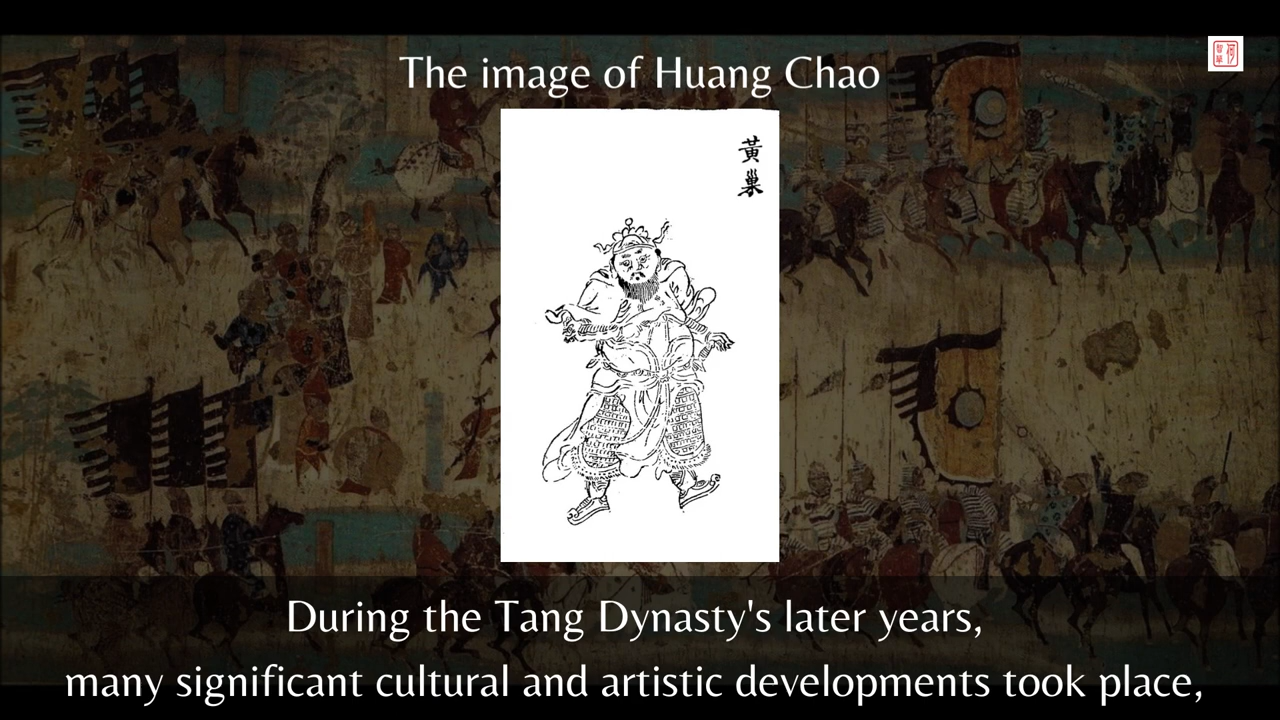 The image of Huang Chao
黃巢
During the Tang Dynasty's later years,
many significant cultural and artistic developments took place,